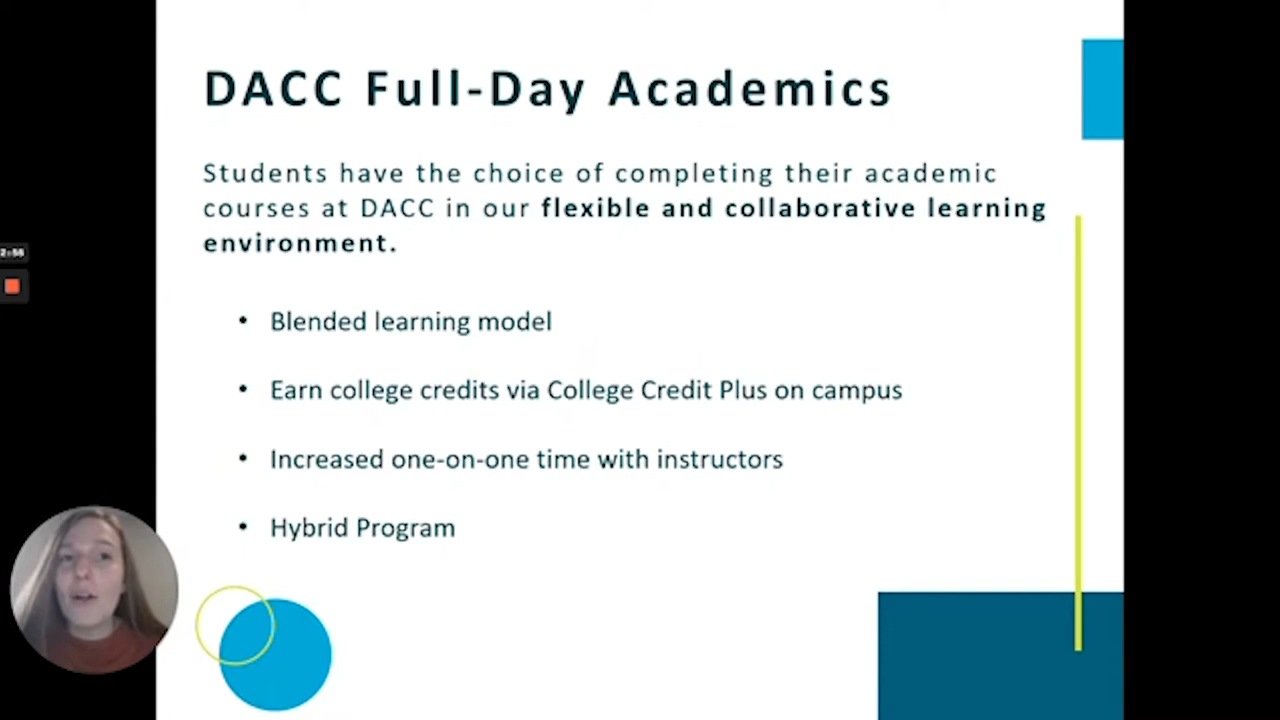 DACC Full-Day Academics
Students have the choice of completing their academic
courses at DACC in our flexible and collaborative learning
environment.
2:56
• Blended learning model
• Earn college credits via College Credit Plus on campus
• Increased one-on-one time with instructors
• Hybrid Program